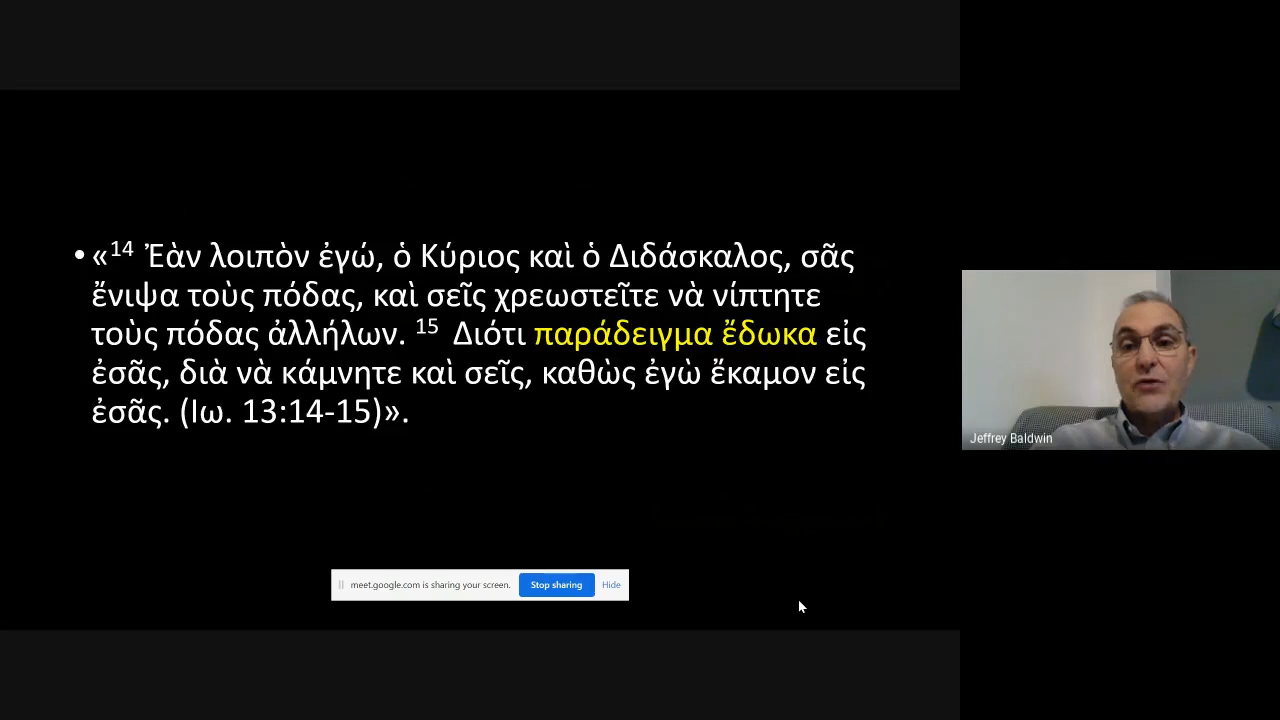 • «14 Ἐὰν λοιπὸν ἐγώ, ὁ Κύριος καὶ ὁ Διδάσκαλος, σᾶς
ἔνιψα τοὺς πόδας, καὶ σεῖς χρεωστεῖτε νὰ νίπτητε
τοὺς πόδας ἀλλήλων. 15 Διότι παράδειγμα ἔδωκα εἰς
ἐσᾶς, διὰ νὰ κάμνητε καὶ σεῖς, καθὼς ἐγὼ ἔκαμον εἰς
ἐσᾶς. (Ιω. 13:14-15)».
Jeffrey Baldwin
meet.google.com is sharing your screen. Stop sharing Hide